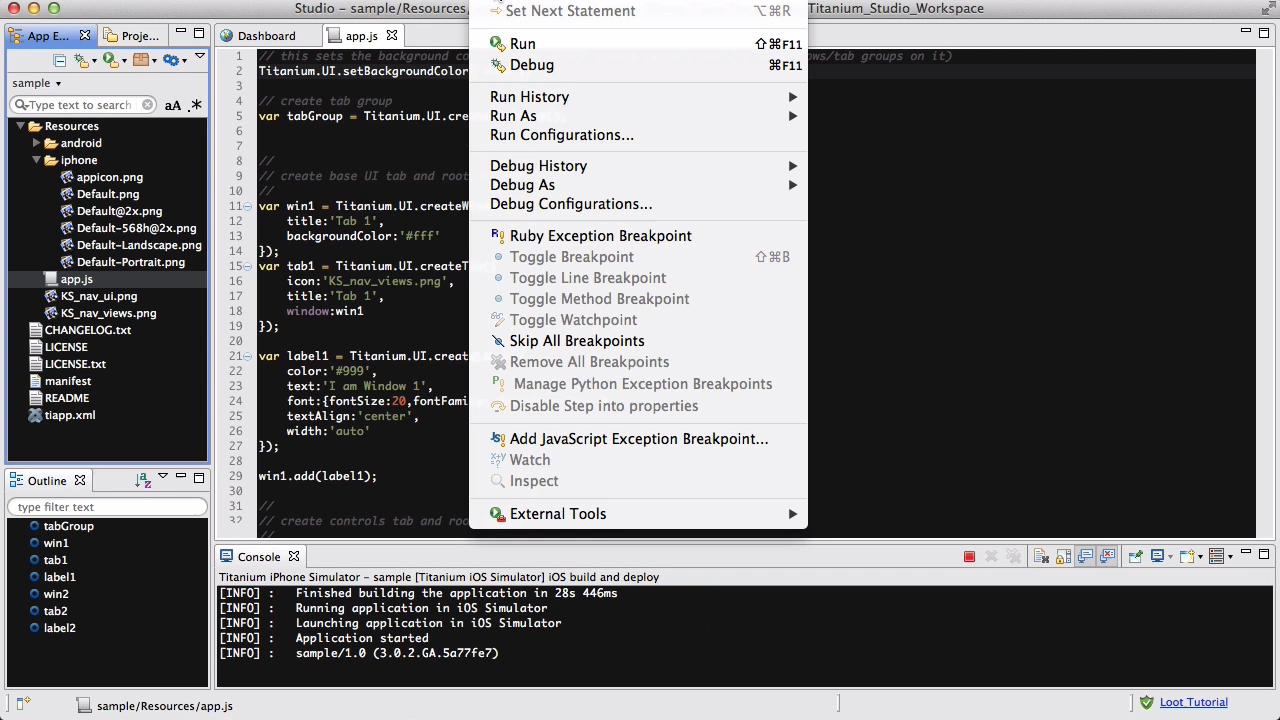 Studio - sample/Resources/
Titanium_Studio_Workspace
App E...
Proje...
sample
Type text to search
aA .*
Resources
android
iphone
appicon.png
Default.png
Default@2x.png
Default-568h@2x.png
Default-Landscape.png
Default-Portrait.png
app.js
KS_nav_ui.png
KS_nav_views.png
CHANGELOG.txt
LICENSE
LICENSE.txt
manifest
README
tiapp.xml
Outline
type filter text
tabGroup
win1
tab1
label1
win2
tab2
label2
Dashboard
app.js
1 // this sets the background co ows/tab groups on it)
2 Titanium.UI.setBackgroundColor
3
4 // create tab group
5 var tabGroup = Titanium.UI.cre
6
7
8 //
9 // create base UI tab and root
10 //
11 var win1 = Titanium.UI.createW
12 title:'Tab 1',
13 backgroundColor:'#fff'
14 });
15 var tab1 = Titanium.UI.createT
16 icon:'KS_nav_views.png',
17 title:'Tab 1',
18 window:win1
19 });
20
21 var label1 = Titanium.UI.create
22 color:'#999',
23 text:'I am Window 1',
24 font:{fontSize:20,fontFami
25 textAlign:'center',
26 width:'auto'
27 });
28
29 win1.add(label1);
30
31 //
32 // create controls tab and roo
//
Set Next Statement ⌥⌘R
Run ⇧⌘F11
Debug ⌘F11
Run History
Run As
Run Configurations...
Debug History
Debug As
Debug Configurations...
Ruby Exception Breakpoint
Toggle Breakpoint ⇧⌘B
Toggle Line Breakpoint
Toggle Method Breakpoint
Toggle Watchpoint
Skip All Breakpoints
Remove All Breakpoints
Manage Python Exception Breakpoints
Disable Step into properties
Add JavaScript Exception Breakpoint...
Watch
Inspect
External Tools
Console
Titanium iPhone Simulator - sample [Titanium iOS Simulator] iOS build and deploy
[INFO] : Finished building the application in 28s 446ms
[INFO] : Running application in iOS Simulator
[INFO] : Launching application in iOS Simulator
[INFO] : Application started
[INFO] : sample/1.0 (3.0.2.GA.5a77fe7)
sample/Resources/app.js
Loot Tutorial